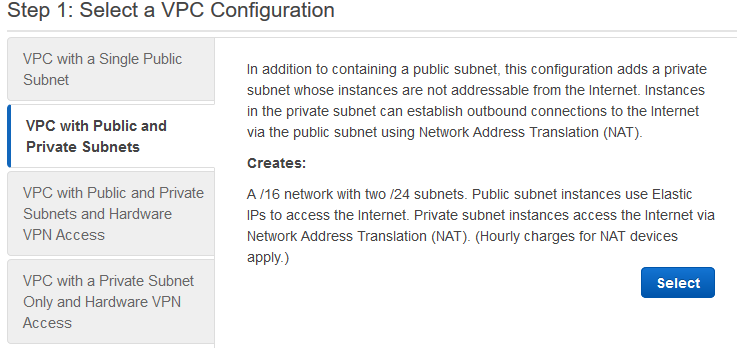 Step 1: Select a VPC Configuration
VPC with a Single Public
Subnet
VPC with Public and
Private Subnets
VPC with Public and Private
Subnets and Hardware
VPN Access
VPC with a Private Subnet
Only and Hardware VPN
Access
In addition to containing a public subnet, this configuration adds a private
subnet whose instances are not addressable from the Internet. Instances
in the private subnet can establish outbound connections to the Internet
via the public subnet using Network Address Translation (NAT).
Creates:
A /16 network with two /24 subnets. Public subnet instances use Elastic
IPs to access the Internet. Private subnet instances access the Internet via
Network Address Translation (NAT). (Hourly charges for NAT devices
apply.)
Select